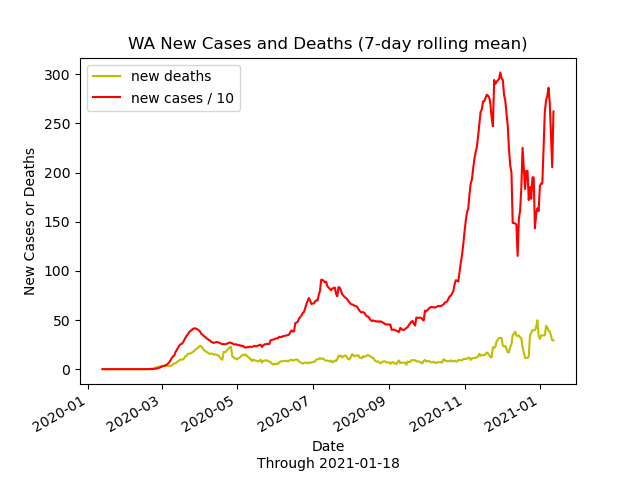 WA New Cases and Deaths (7-day rolling mean)
new deaths
new cases / 10
300
250
200
150
100
50
0
New Cases or Deaths
2020-01
2020-03
2020-05
2020-07
2020-09
2020-11
2021-01
Date
Through 2021-01-18